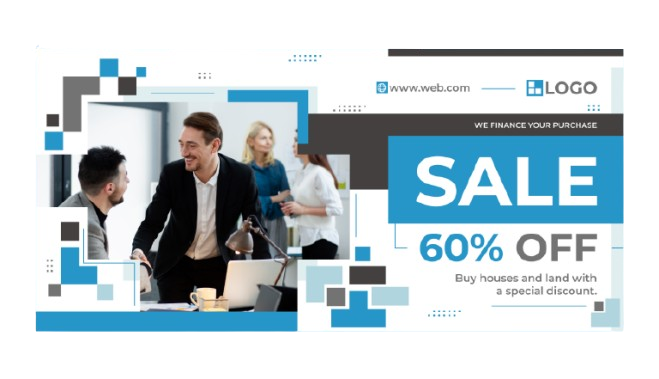 www.web.com
LOGO
WE FINANCE YOUR PURCHASE
SALE
60% OFF
Buy houses and land with
a special discount.